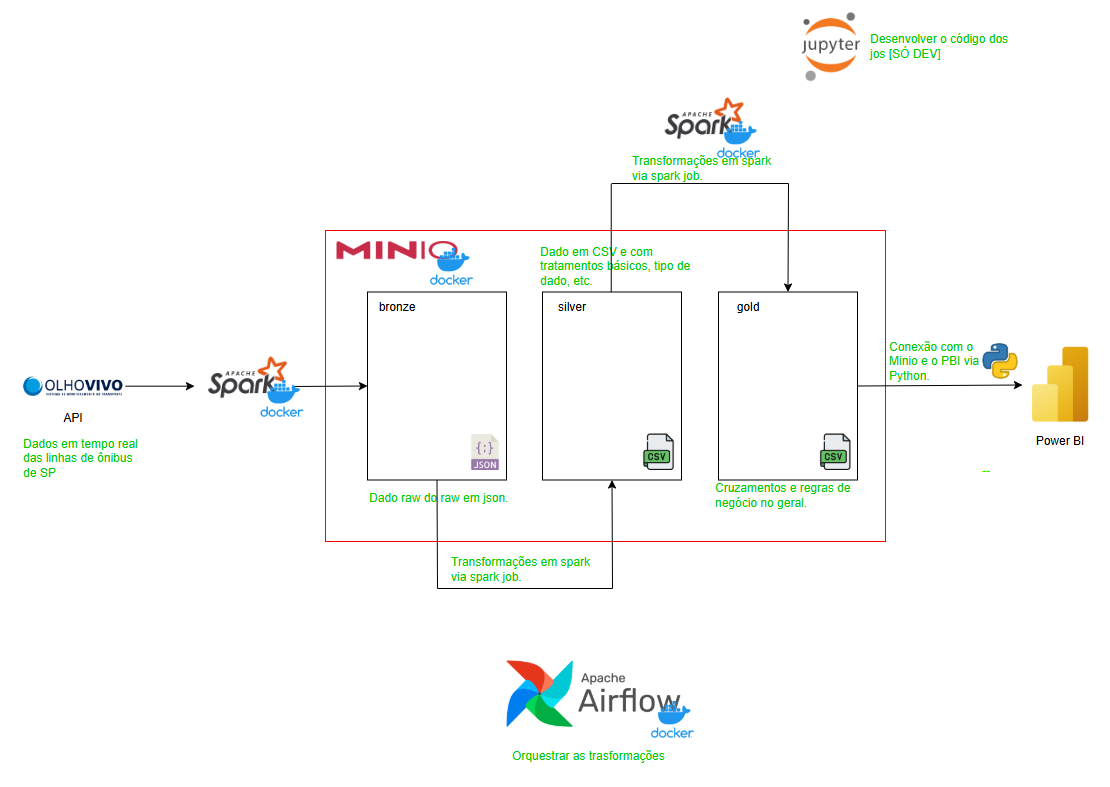 jupyter
Desenvolver o código dos
jos [SÓ DEV]
APACHE
Spark
docker
Transformações em spark
via spark job.
MINIO
docker
Dado em CSV e com
tratamentos básicos, tipo de
dado, etc.
bronze
silver
gold
JSON
CSV
CSV
Dado raw do raw em json.
Cruzamentos e regras de
negócio no geral.
Transformações em spark
via spark job.
OLHOVIVO
API
Dados em tempo real
das linhas de ônibus
de SP
APACHE
Spark
docker
Conexão com o
Minio e o PBI via
Python.
Power BI
--
Apache
Airflow
docker
Orquestrar as trasformações